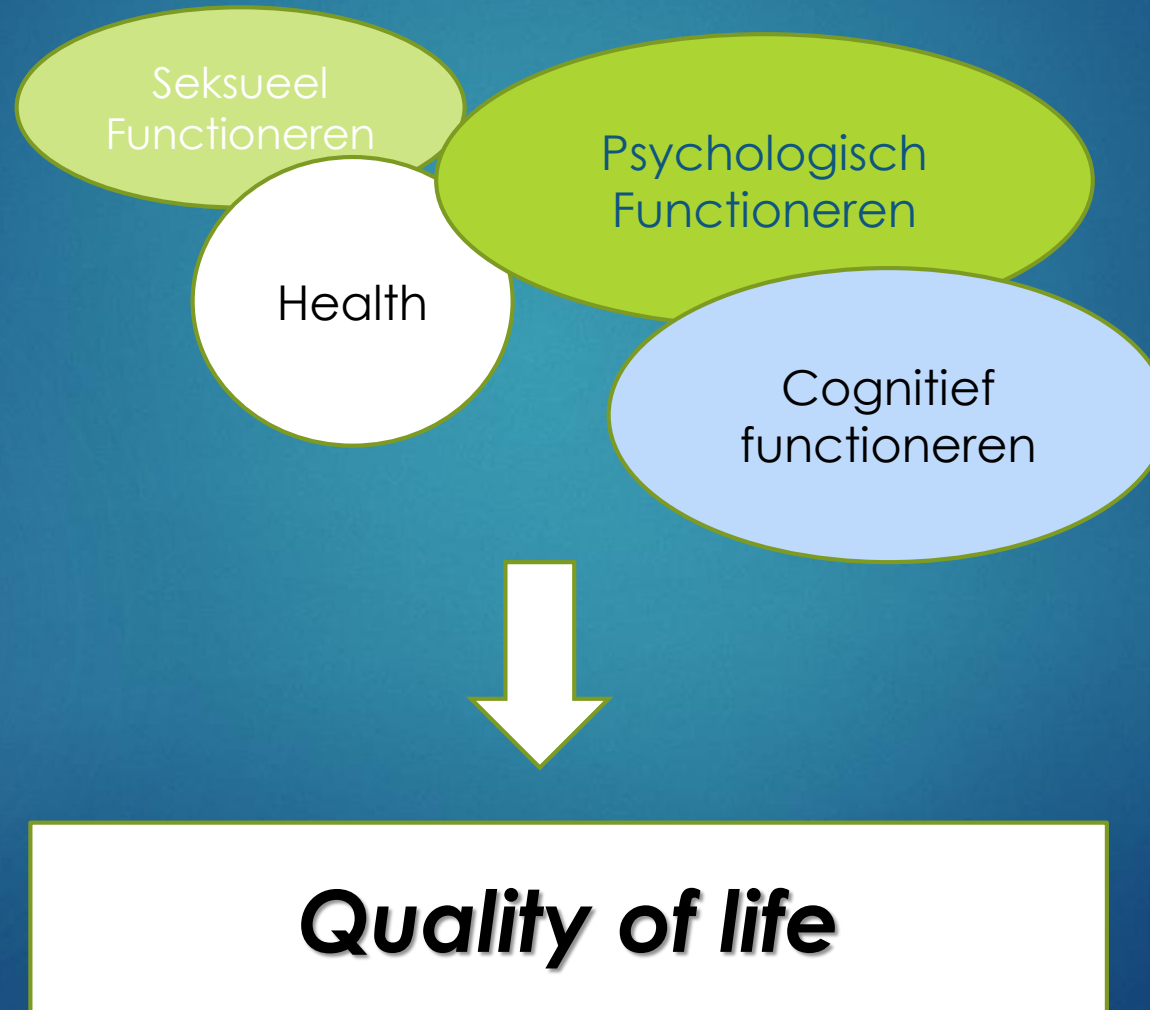 Seksueel
Functioneren
Psychologisch
Functioneren
Health
Cognitief
functioneren
Quality of life